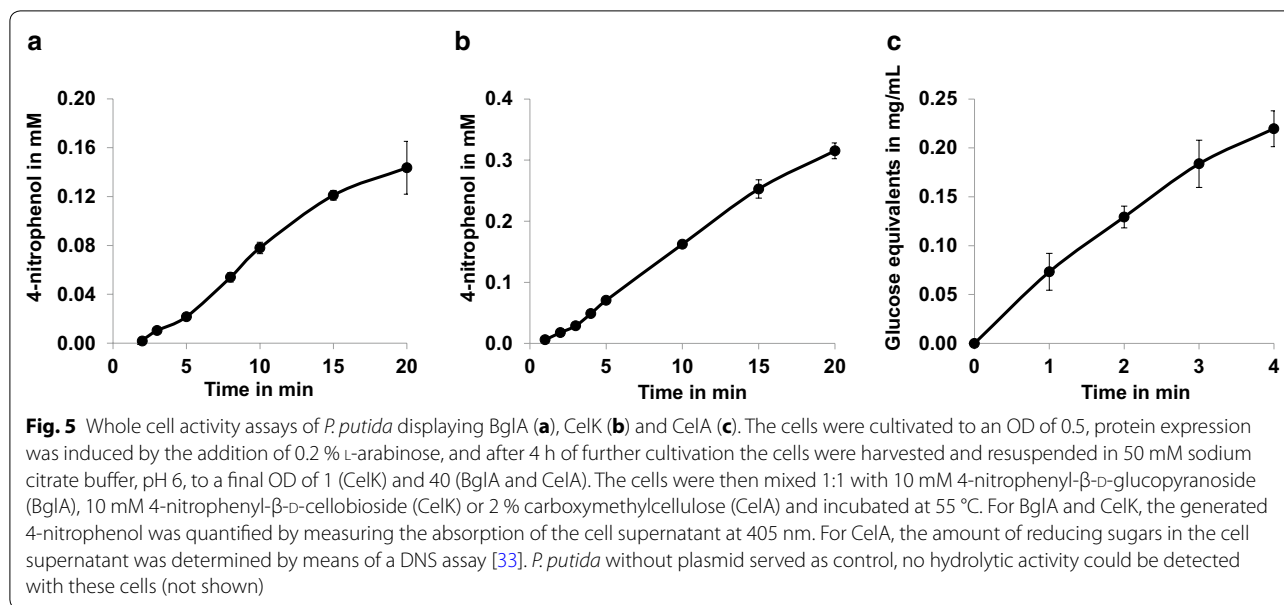 a
b
c
0.20
0.16
0.12
0.08
0.04
0.00
4-nitrophenol in mM
0 5 10 15 20
Time in min
0.4
0.3
0.2
0.1
0.0
4-nitrophenol in mM
0 5 10 15 20
Time in min
0.25
0.20
0.15
0.10
0.05
0.00
Glucose equivalents in mg/mL
0 1 2 3 4
Time in min
Fig. 5 Whole cell activity assays of P. putida displaying BglA (a), CelK (b) and CelA (c). The cells were cultivated to an OD of 0.5, protein expression
was induced by the addition of 0.2 % L-arabinose, and after 4 h of further cultivation the cells were harvested and resuspended in 50 mM sodium
citrate buffer, pH 6, to a final OD of 1 (CelK) and 40 (BglA and CelA). The cells were then mixed 1:1 with 10 mM 4-nitrophenyl-β-D-glucopyranoside
(BglA), 10 mM 4-nitrophenyl-β-D-cellobioside (CelK) or 2 % carboxymethylcellulose (CelA) and incubated at 55 °C. For BglA and CelK, the generated
4-nitrophenol was quantified by measuring the absorption of the cell supernatant at 405 nm. For CelA, the amount of reducing sugars in the cell
supernatant was determined by means of a DNS assay [33]. P. putida without plasmid served as control, no hydrolytic activity could be detected
with these cells (not shown)